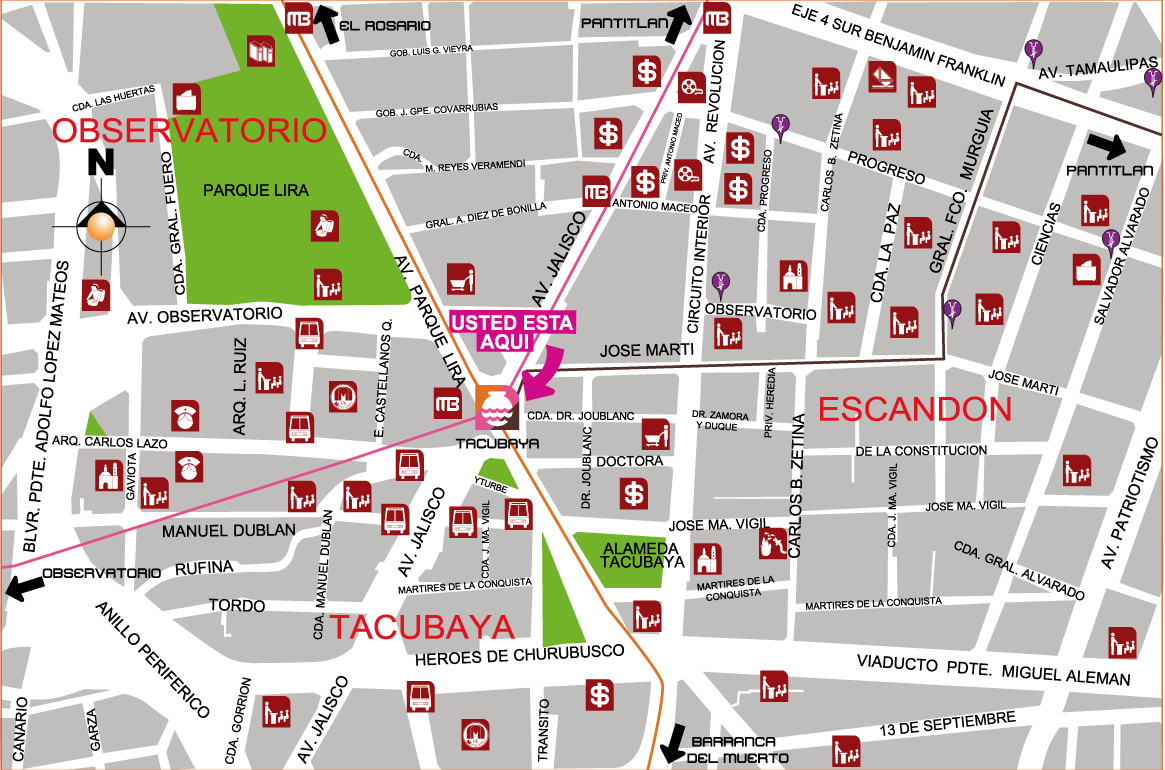 EL ROSARIO
PANTITLAN
EJE 4 SUR BENJAMIN FRANKLIN
AV. TAMAULIPAS
GOB. LUIS G. VIEYRA
CDA. LAS HUERTAS
GOB. J. GPE. COVARRUBIAS
OBSERVATORIO
N
PARQUE LIRA
CDA. GRAL. FUERO
CDA.
M. REYES VERAMENDI
GRAL. A. DIEZ DE BONILLA
AV. REVOLUCION
PRIV. ANTONIO MACEO
ANTONIO MACEO
CDA. PROGRESO
CARLOS B. ZETINA
PROGRESO
GRAL. FCO. MURGUIA
PANTITLAN
CDA. LA PAZ
CIENCIAS
SALVADOR ALVARADO
CIRCUITO INTERIOR
OBSERVATORIO
AV. JALISCO
AV. PARQUE LIRA
AV. OBSERVATORIO
BLVR. PDTE. ADOLFO LOPEZ MATEOS
USTED ESTA
AQUI
JOSE MARTI
JOSE MARTI
ARQ. L. RUIZ
E. CASTELLANOS Q.
MB
MB
MB
MB
TACUBAYA
CDA. DR. JOUBLANC
DR. JOUBLANC
DOCTORA
DR. ZAMORA
Y DUQUE
PRIV. HEREDIA
CARLOS B. ZETINA
ESCANDON
DE LA CONSTITUCION
ARQ. CARLOS LAZO
GAVIOTA
MANUEL DUBLAN
CDA. MANUEL DUBLAN
AV. JALISCO
YTURBE
CDA. J. MA. VIGIL
JOSE MA. VIGIL
CDA. J. MA. VIGIL
JOSE MA. VIGIL
AV. PATRIOTISMO
OBSERVATORIO
RUFINA
TORDO
MARTIRES DE LA CONQUISTA
ALAMEDA
TACUBAYA
MARTIRES DE LA
CONQUISTA
CDA. GRAL. ALVARADO
MARTIRES DE LA CONQUISTA
ANILLO PERIFERICO
TACUBAYA
HEROES DE CHURUBUSCO
VIADUCTO PDTE. MIGUEL ALEMAN
CANARIO
GARZA
CDA. GORRION
AV. JALISCO
TRANSITO
BARRANCA
DEL MUERTO
13 DE SEPTIEMBRE